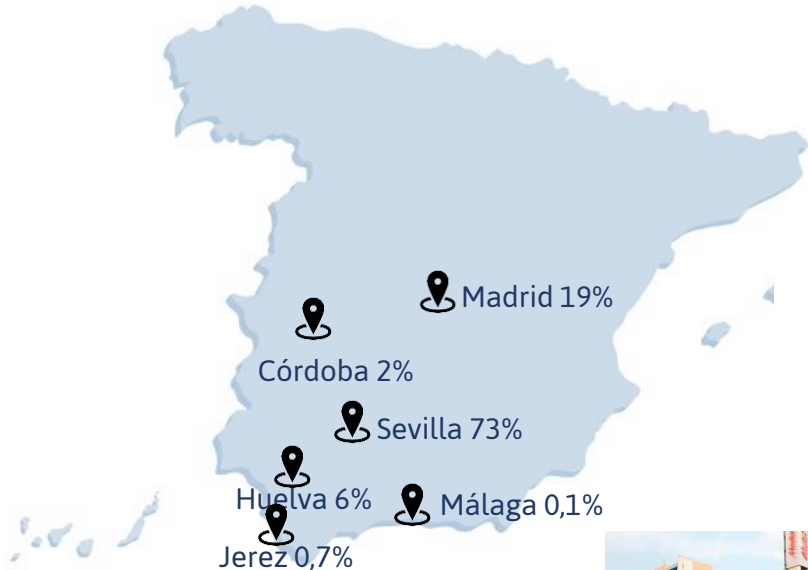 Madrid 19%
Córdoba 2%
Sevilla 73%
Huelva 6%
Málaga 0,1%
Jerez 0,7%